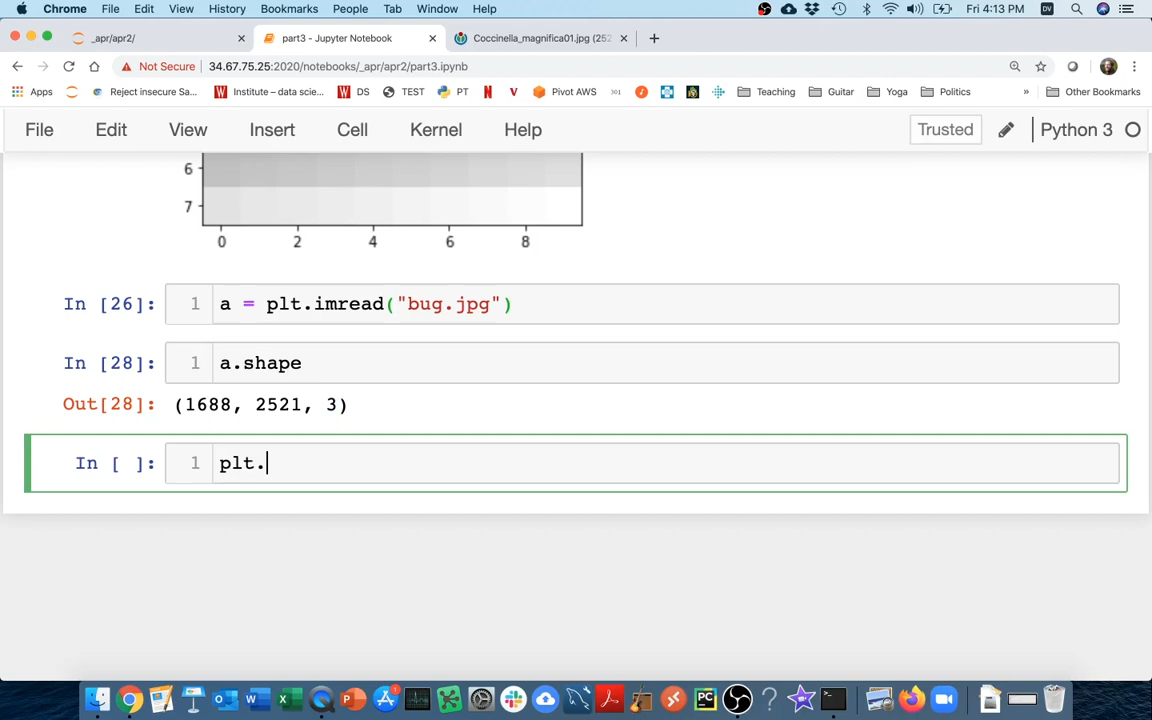 Chrome File Edit View History Bookmarks People Tab Window Help Fri 4:13 PM DV
_apr/apr2/ part3 - Jupyter Notebook Coccinella_magnifica01.jpg (252
Not Secure 34.67.75.25:2020/notebooks/_apr/apr2/part3.ipynb
Apps Reject insecure Sa... Institute – data scie... DS TEST PT Pivot AWS 301 Teaching Guitar Yoga Politics » Other Bookmarks
File Edit View Insert Cell Kernel Help Trusted Python 3
6
7
0 2 4 6 8
In [26]: 1 a = plt.imread("bug.jpg")
In [28]: 1 a.shape
Out[28]: (1688, 2521, 3)
In [ ]: 1 plt.